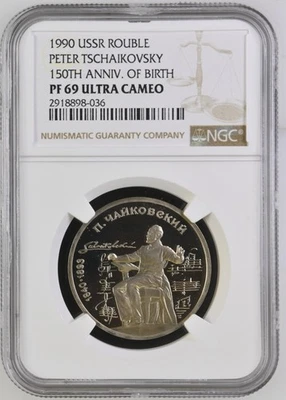 1990 USSR ROUBLE
PETER TSCHAIKOVSKY
150TH ANNIV. OF BIRTH
PF 69 ULTRA CAMEO
2918898-036
NUMISMATIC GUARANTY COMPANY
NGC
П. ЧАЙКОВСКИЙ
1840-1893